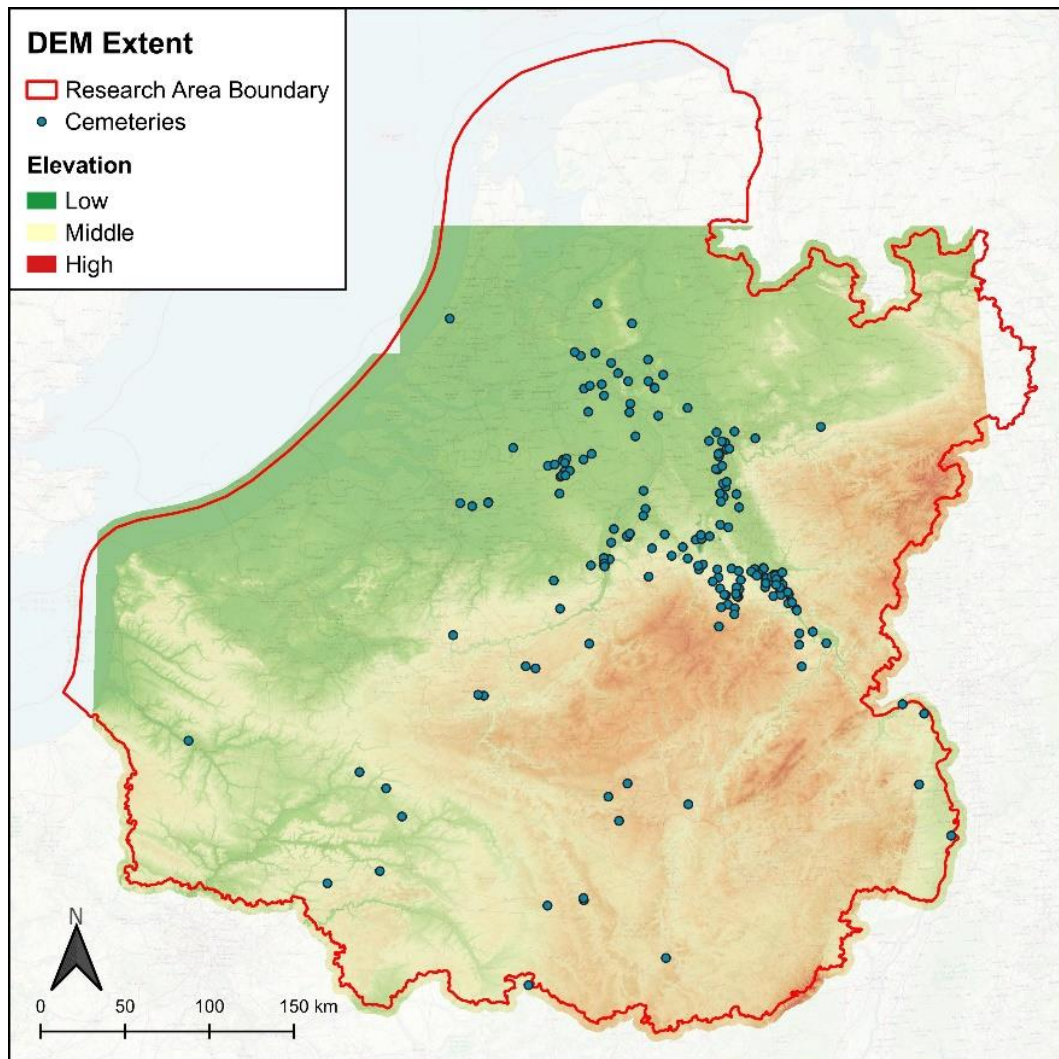 DEM Extent
Research Area Boundary
Cemeteries
Elevation
Low
Middle
High
N
0 50 100 150 km